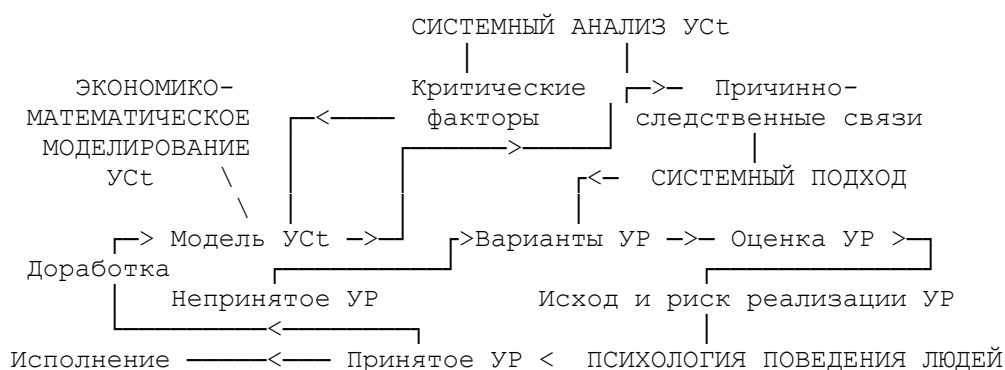 СИСТЕМНЫЙ АНАЛИЗ УСt
ЭКОНОМИКО- Критические Причинно-
МАТЕМАТИЧЕСКОЕ факторы следственные связи
МОДЕЛИРОВАНИЕ
УСt СИСТЕМНЫЙ ПОДХОД
Модель УСt Варианты УР Оценка УР
Доработка
Непринятое УР Исход и риск реализации УР
Исполнение Принятое УР ПСИХОЛОГИЯ ПОВЕДЕНИЯ ЛЮДЕЙ